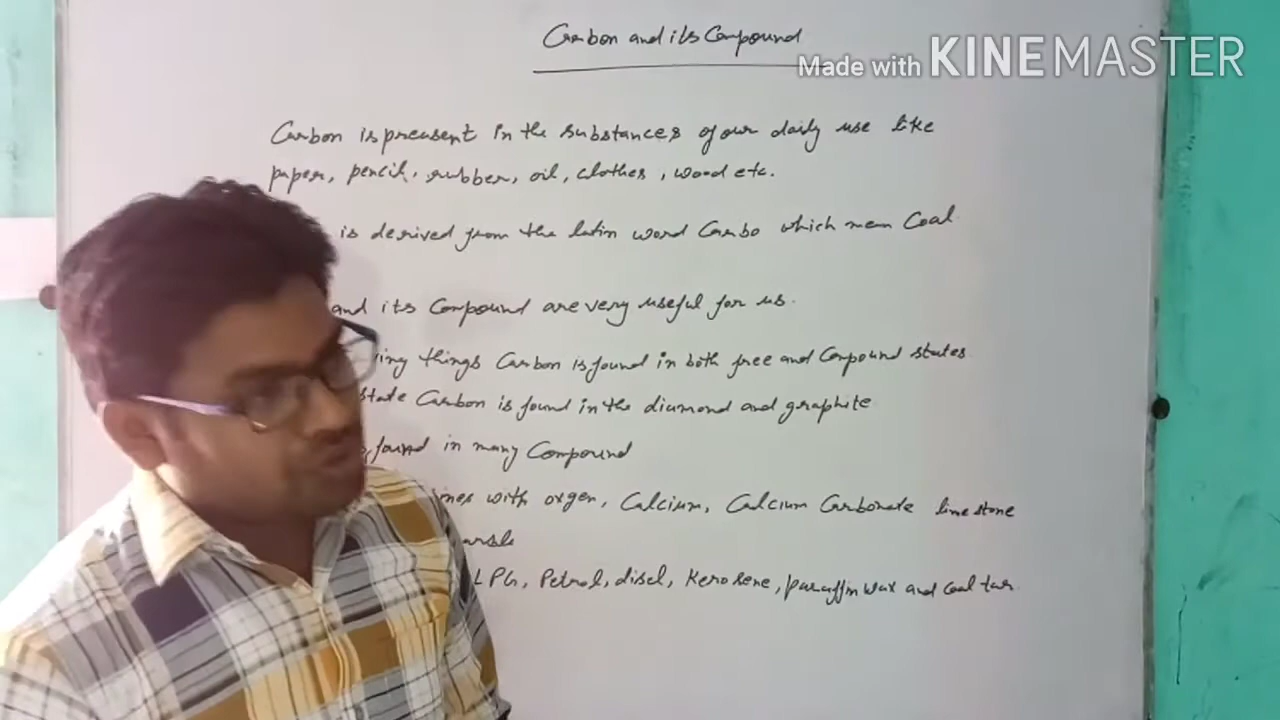 Carbon and its Compound
Made with KINEMASTER
Carbon is preasent in the substances of our daily use like
paper, pencil, rubber, oil, clothes, wood etc.
is derived from the latin word Carbo which mean Coal
and its Compound are very useful for us.
ing things Carbon is found in both free and Compound states
state Carbon is found in the diamond and graphite
found in many Compound
ines with oxgen, Calcium, Calcium Carbonate limestone
LPG, Petrol, disel, Kerosene, paraffin wax and coal tar.